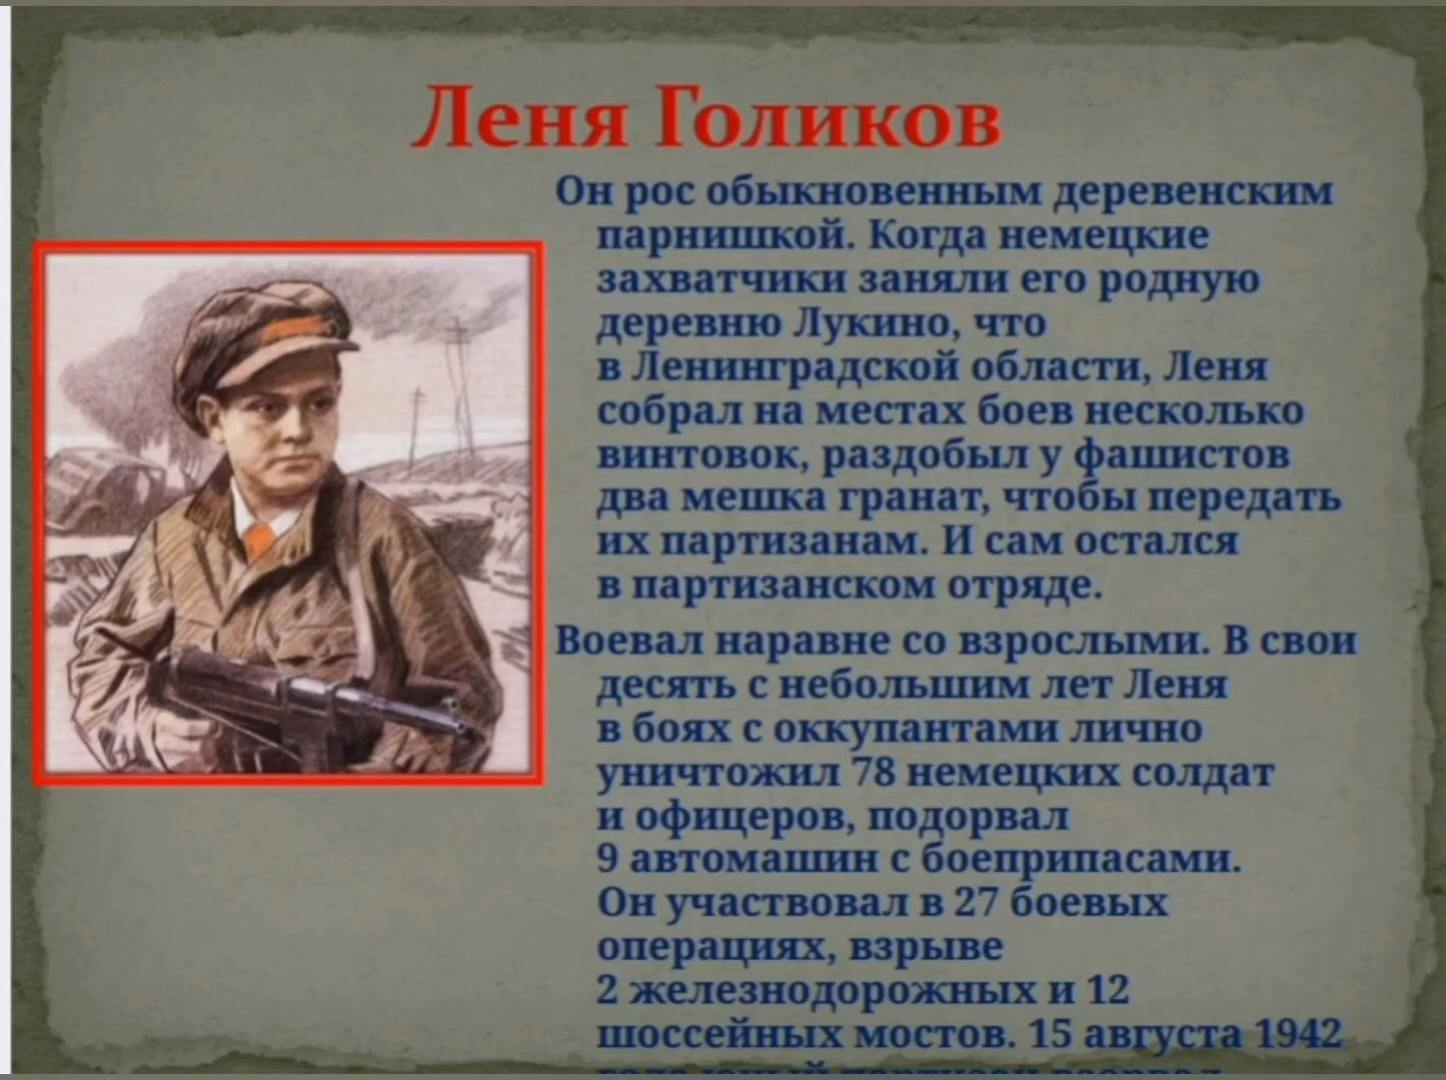 Леня Голиков
Он рос обыкновенным деревенским
парнишкой. Когда немецкие
захватчики заняли его родную
деревню Лукино, что
в Ленинградской области, Леня
собрал на местах боев несколько
винтовок, раздобыл у фашистов
два мешка гранат, чтобы передать
их партизанам. И сам остался
в партизанском отряде.
Воевал наравне со взрослыми. В свои
десять с небольшим лет Леня
в боях с оккупантами лично
уничтожил 78 немецких солдат
и офицеров, подорвал
9 автомашин с боеприпасами.
Он участвовал в 27 боевых
операциях, взрыве
2 железнодорожных и 12
шоссейных мостов. 15 августа 1942